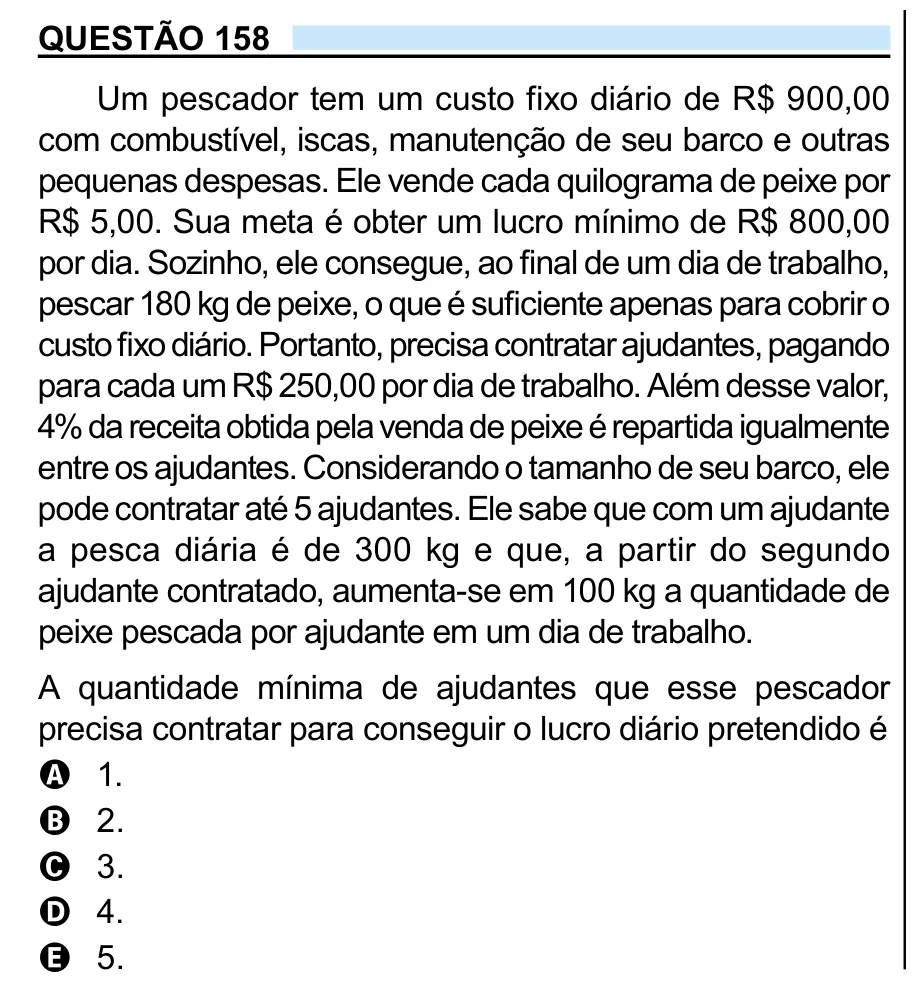 QUESTÃO 158
Um pescador tem um custo fixo diário de R$ 900,00
com combustível, iscas, manutenção de seu barco e outras
pequenas despesas. Ele vende cada quilograma de peixe por
R$ 5,00. Sua meta é obter um lucro mínimo de R$ 800,00
por dia. Sozinho, ele consegue, ao final de um dia de trabalho,
pescar 180 kg de peixe, o que é suficiente apenas para cobrir o
custo fixo diário. Portanto, precisa contratar ajudantes, pagando
para cada um R$ 250,00 por dia de trabalho. Além desse valor,
4% da receita obtida pela venda de peixe é repartida igualmente
entre os ajudantes. Considerando o tamanho de seu barco, ele
pode contratar até 5 ajudantes. Ele sabe que com um ajudante
a pesca diária é de 300 kg e que, a partir do segundo
ajudante contratado, aumenta-se em 100 kg a quantidade de
peixe pescada por ajudante em um dia de trabalho.
A quantidade mínima de ajudantes que esse pescador
precisa contratar para conseguir o lucro diário pretendido é
A 1.
B 2.
C 3.
D 4.
E 5.